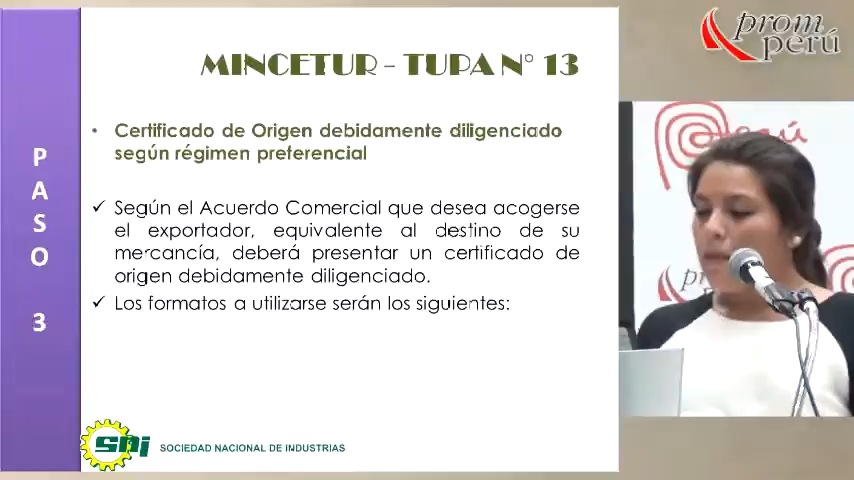 MINCETUR - TUPA N° 13
• Certificado de Origen debidamente diligenciado
según régimen preferencial
✓ Según el Acuerdo Comercial que desea acogerse
el exportador, equivalente al destino de su
mercancía, deberá presentar un certificado de
origen debidamente diligenciado.
✓ Los formatos a utilizarse serán los siguientes:
P
A
S
O
3
sni
SOCIEDAD NACIONAL DE INDUSTRIAS
prom
perú